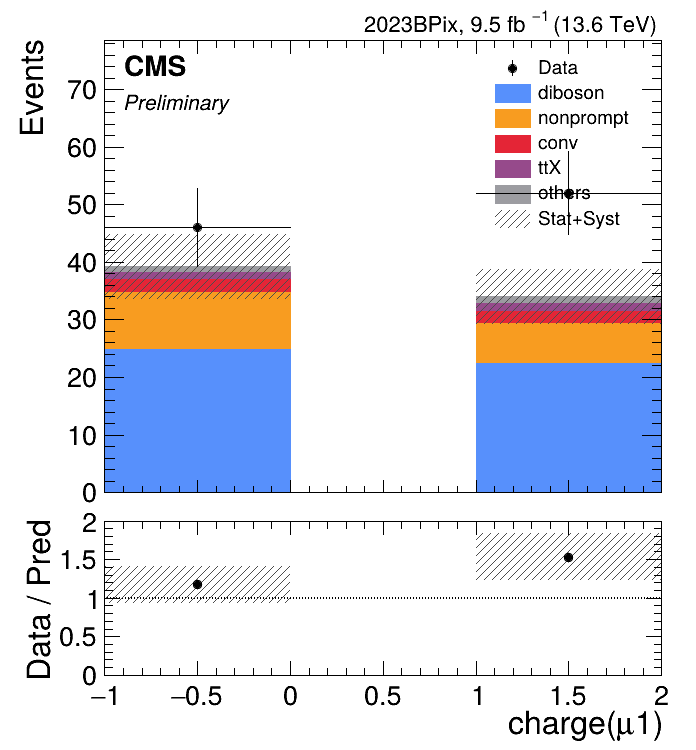 2023BPix, 9.5 fb⁻¹ (13.6 TeV)
CMS
Preliminary
Events
70
60
50
40
30
20
10
0
Data
diboson
nonprompt
conv
ttX
others
Stat+Syst
Data / Pred
2
1.5
1
0.5
0
−1 −0.5 0 0.5 1 1.5 2
charge(μ1)